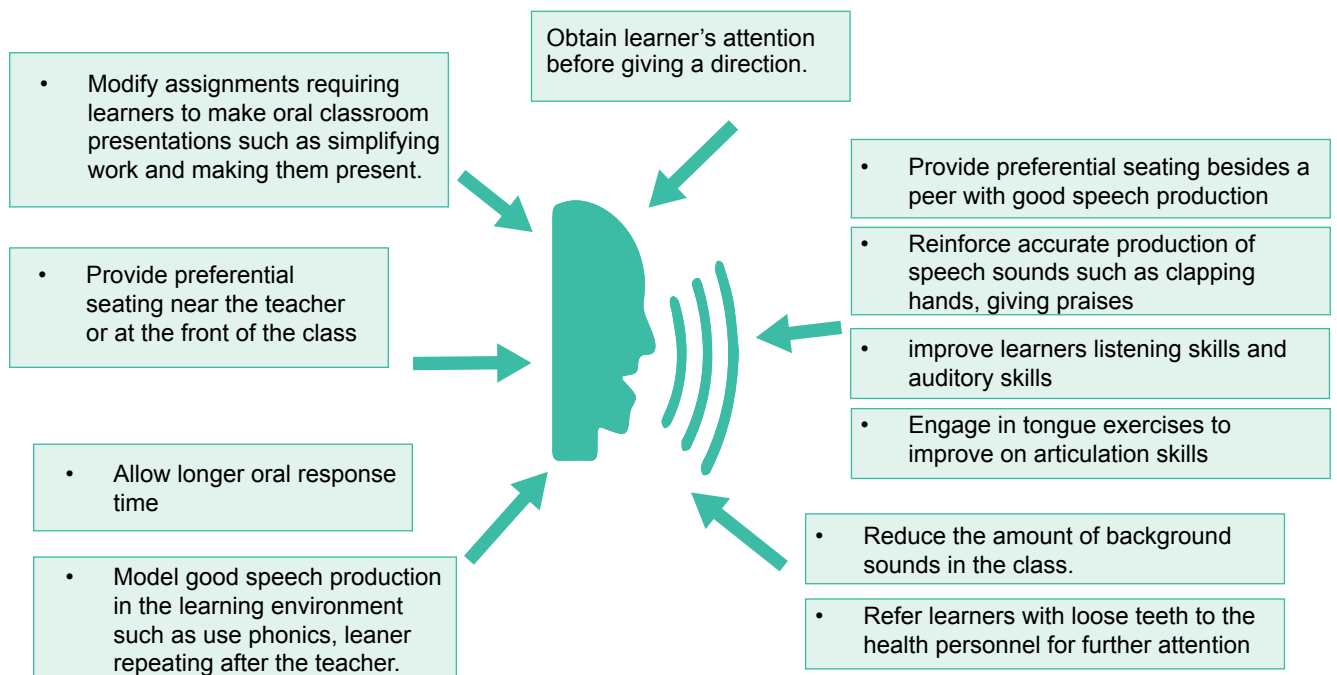 Obtain learner's attention
before giving a direction.
• Modify assignments requiring
learners to make oral classroom
presentations such as simplifying
work and making them present.
• Provide preferential
seating near the teacher
or at the front of the class
• Allow longer oral response
time
• Model good speech production
in the learning environment
such as use phonics, leaner
repeating after the teacher.
• Provide preferential seating besides a
peer with good speech production
• Reinforce accurate production of
speech sounds such as clapping
hands, giving praises
• improve learners listening skills and
auditory skills
• Engage in tongue exercises to
improve on articulation skills
• Reduce the amount of background
sounds in the class.
• Refer learners with loose teeth to the
health personnel for further attention